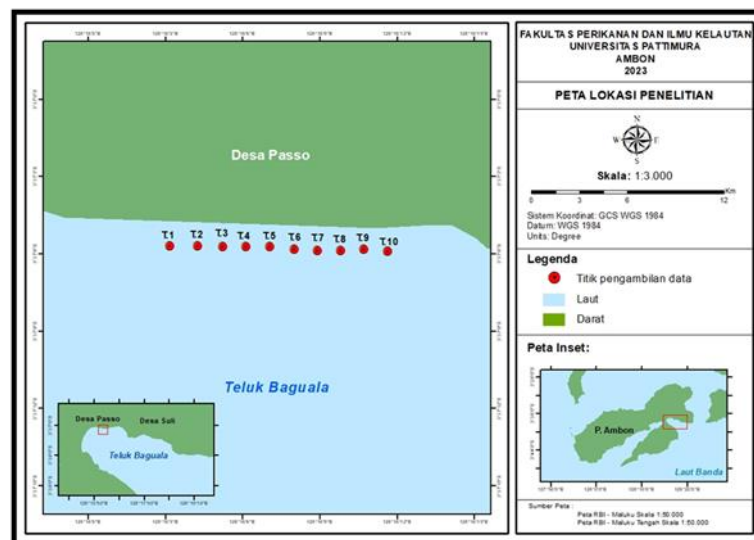 Desa Passo
T.1 T.2 T.3 T.4 T.5 T.6 T.7 T.8 T.9 T.10
Teluk Baguala
Desa Passo
Desa Suli
Teluk Baguala
FAKULTAS PERIKANAN DAN ILMU KELAUTAN
UNIVERSITAS PATTIMURA
AMBON
2023
PETA LOKASI PENELITIAN
N
W E
S
Skala: 1:3.000
Km
0 3 6 12
Sistem Koordinat: GCS WGS 1984
Datum: WGS 1984
Units: Degree
Legenda
Titik pengambilan data
Laut
Darat
Peta Inset:
P. Ambon
Laut Banda
Sumber Peta :
Peta RBI - Maluku Skala 1:50.000
Peta RBI - Maluku Tengah Skala 1:50.000